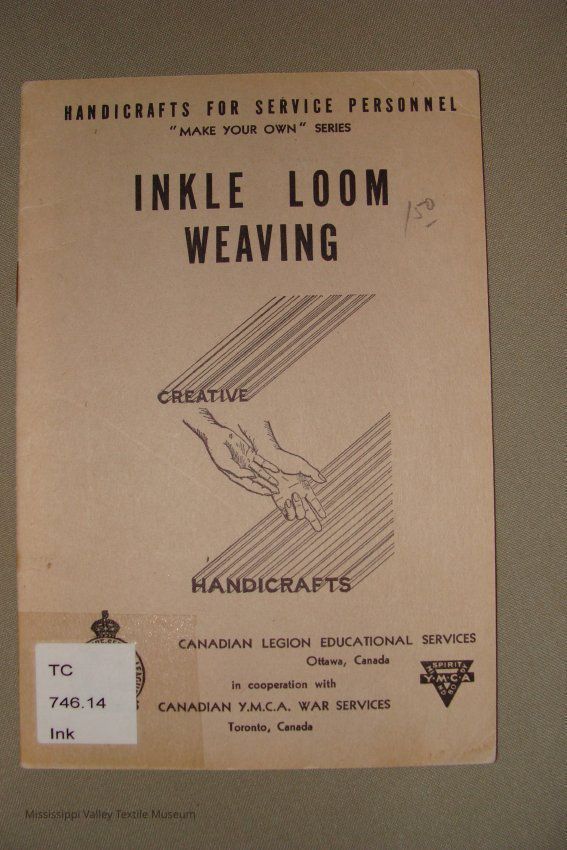 HANDICRAFTS FOR SERVICE PERSONNEL
"MAKE YOUR OWN" SERIES
INKLE LOOM
WEAVING
150
CREATIVE
HANDICRAFTS
CANADIAN LEGION EDUCATIONAL SERVICES
Ottawa, Canada
in cooperation with
CANADIAN Y.M.C.A. WAR SERVICES
Toronto, Canada
SPIRIT
Y·M·C·A
TC
746.14
Ink
Mississippi Valley Textile Museum